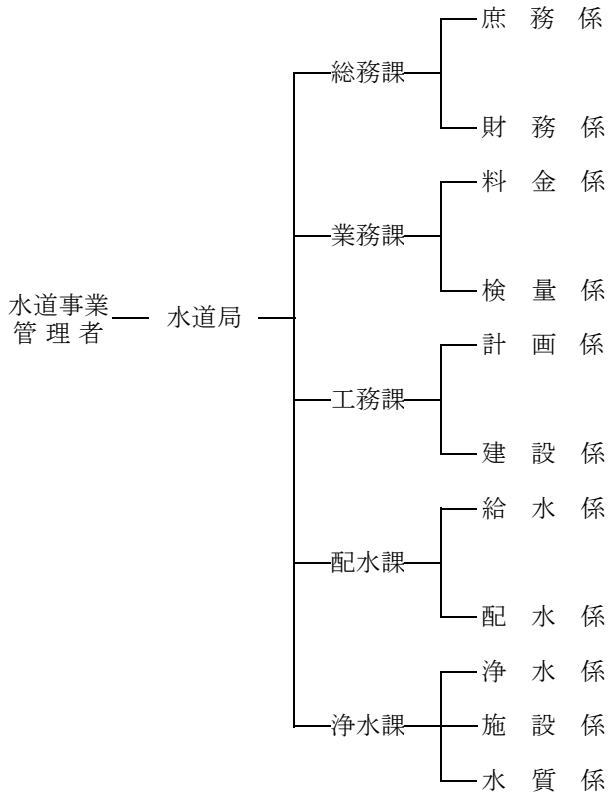 水道事業
管理者
水道局
総務課
庶務係
財務係
業務課
料金係
検量係
工務課
計画係
建設係
配水課
給水係
配水係
浄水課
浄水係
施設係
水質係